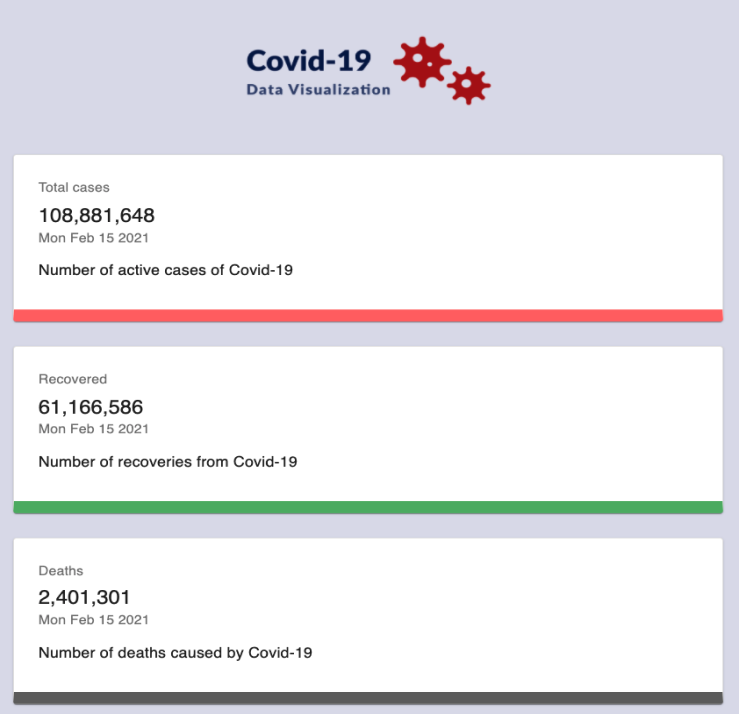 Covid-19
Data Visualization
Total cases
108,881,648
Mon Feb 15 2021
Number of active cases of Covid-19
Recovered
61,166,586
Mon Feb 15 2021
Number of recoveries from Covid-19
Deaths
2,401,301
Mon Feb 15 2021
Number of deaths caused by Covid-19